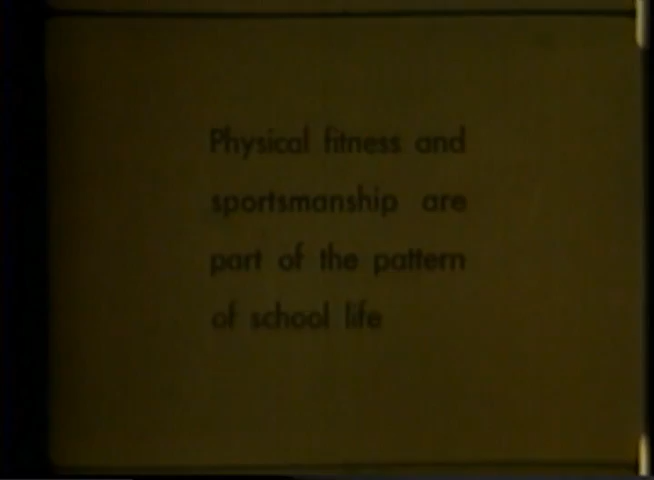 Physical fitness and
sportsmanship are
part of the pattern
of school life